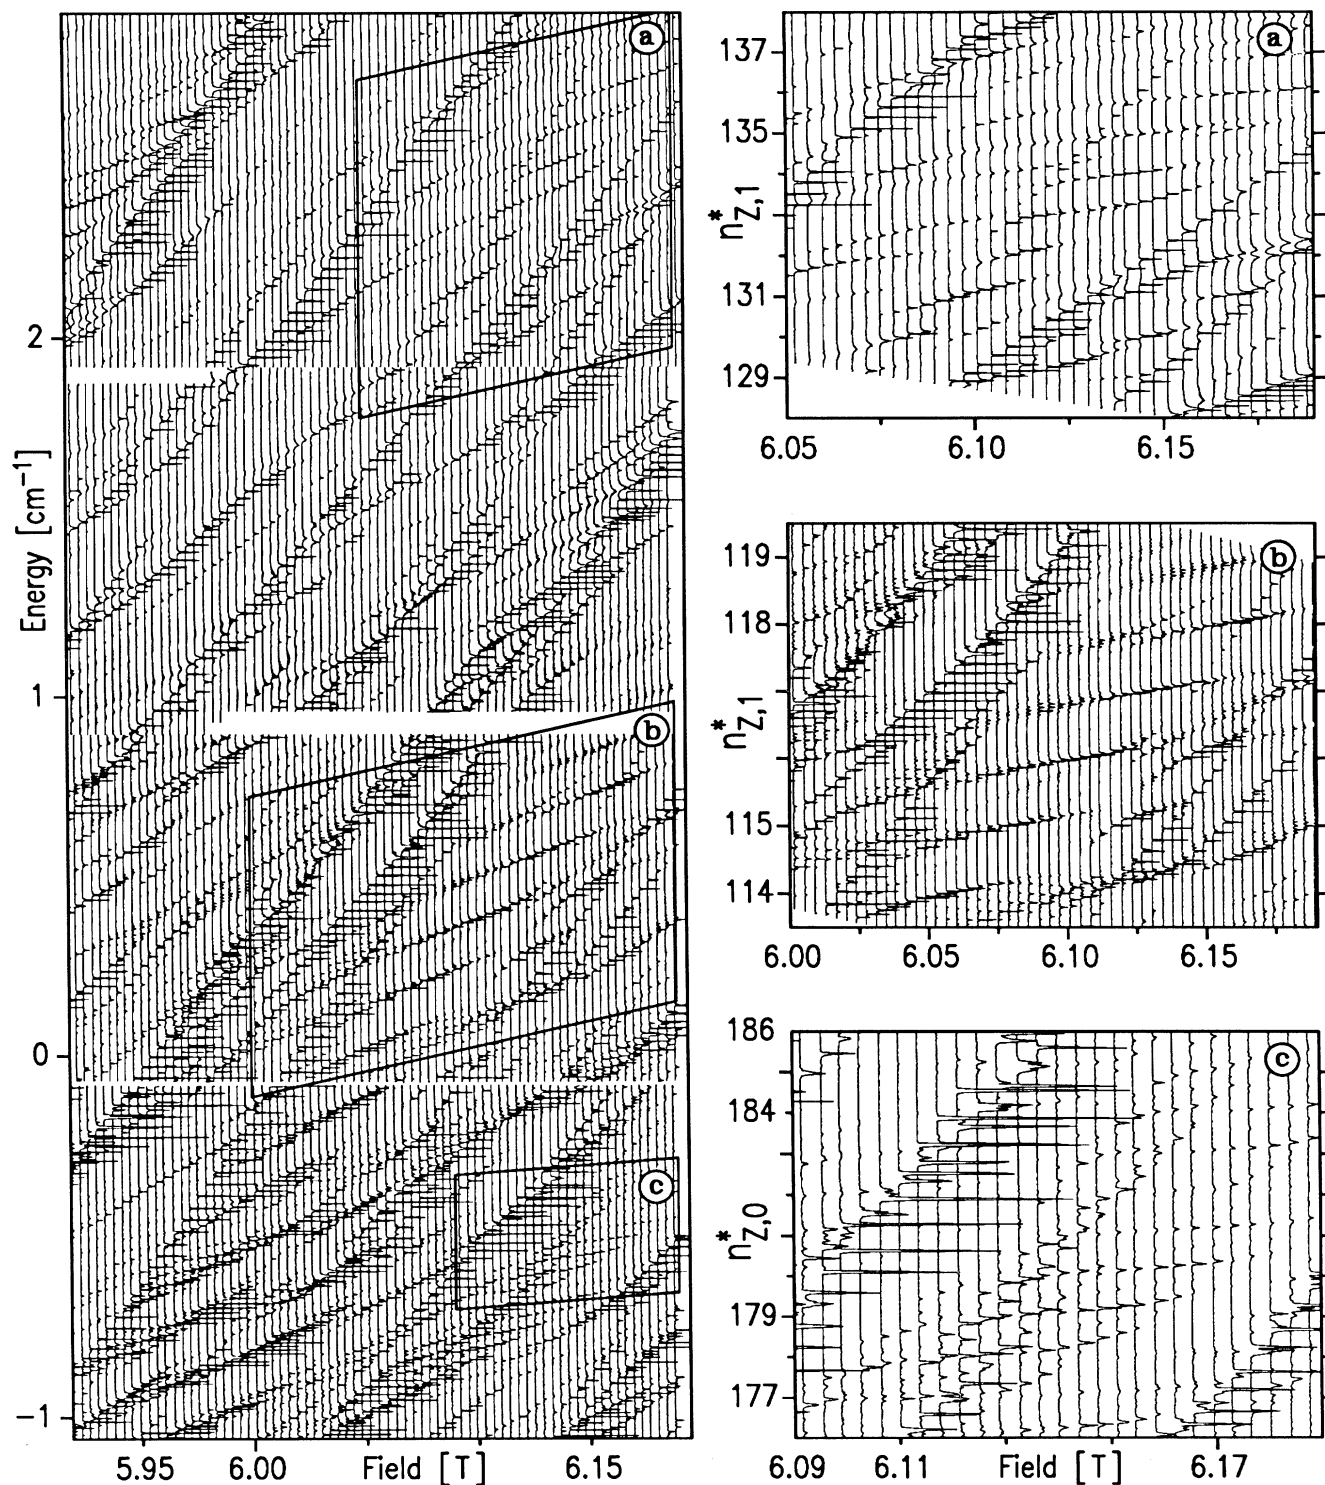 a
2
1
0
−1
Energy [cm⁻¹]
b
c
5.95 6.00 Field [T] 6.15
a
137
135
131
129
n*z,1
6.05 6.10 6.15
b
119
118
115
114
n*z,1
6.00 6.05 6.10 6.15
c
186
184
179
177
n*z,0
6.09 6.11 Field [T] 6.17